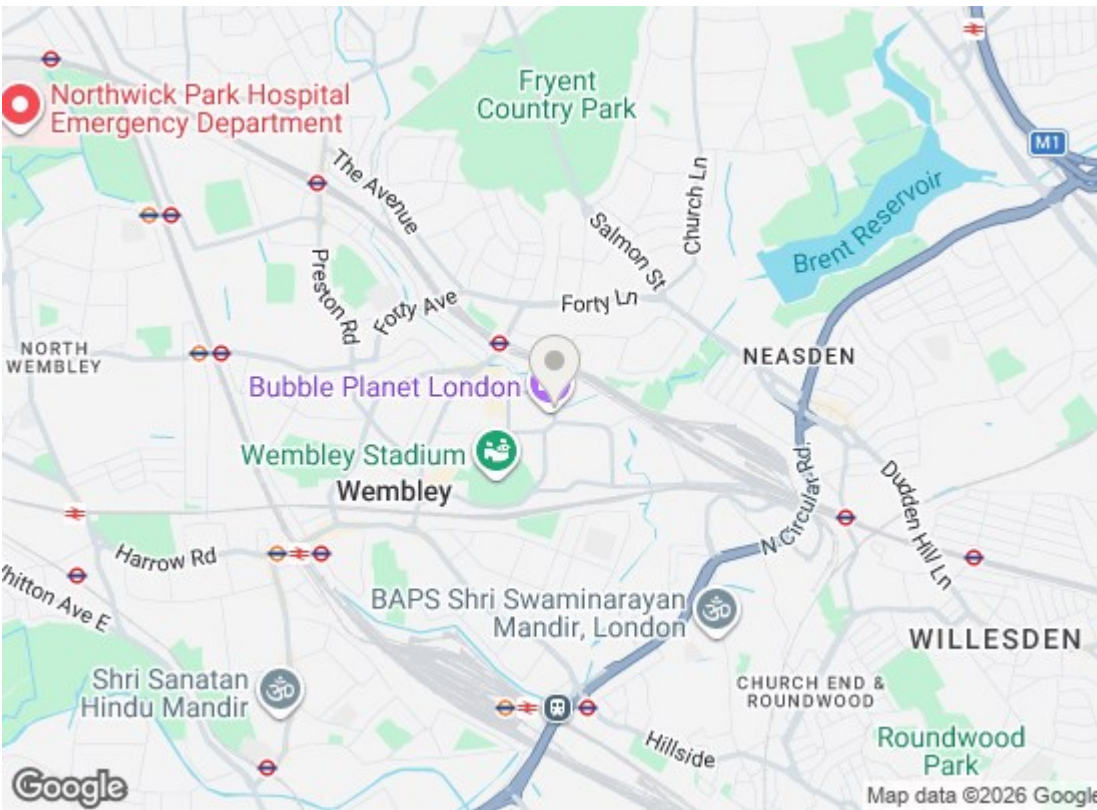 Fryent
Country Park
Northwick Park Hospital
Emergency Department
M1
The Avenue
Church Ln
Salmon St
Brent Reservoir
Preston Rd
Forty Ave
Forty Ln
NORTH
WEMBLEY
NEASDEN
Bubble Planet London
Wembley Stadium
Wembley
N Circular Rd.
Dudden Hill Ln
Harrow Rd
Whitton Ave E
BAPS Shri Swaminarayan
Mandir, London
WILLESDEN
Shri Sanatan
Hindu Mandir
CHURCH END &
ROUNDWOOD
Hillside
Roundwood
Park
Google
Map data ©2026 Google